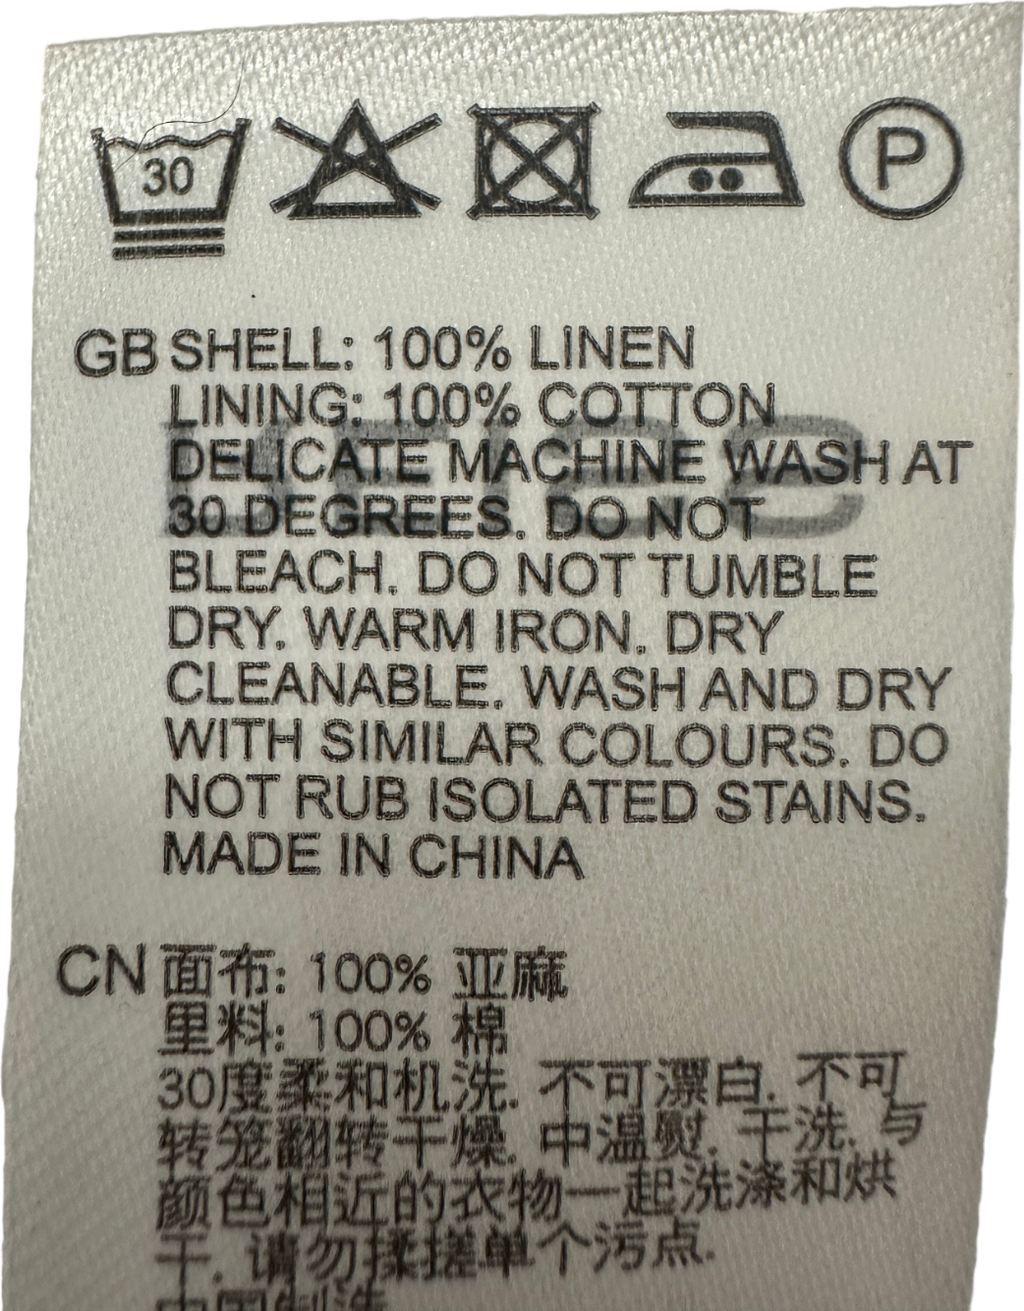 30
P
GB SHELL: 100% LINEN
LINING: 100% COTTON
DELICATE MACHINE WASH AT
30 DEGREES. DO NOT
BLEACH. DO NOT TUMBLE
DRY. WARM IRON. DRY
CLEANABLE. WASH AND DRY
WITH SIMILAR COLOURS. DO
NOT RUB ISOLATED STAINS.
MADE IN CHINA
CN 面布: 100% 亚麻
里料: 100% 棉
30度柔和机洗. 不可漂白. 不可
转笼翻转干燥. 中温熨. 干洗. 与
颜色相近的衣物一起洗涤和烘
干. 请勿揉搓单个污点.
中国制造